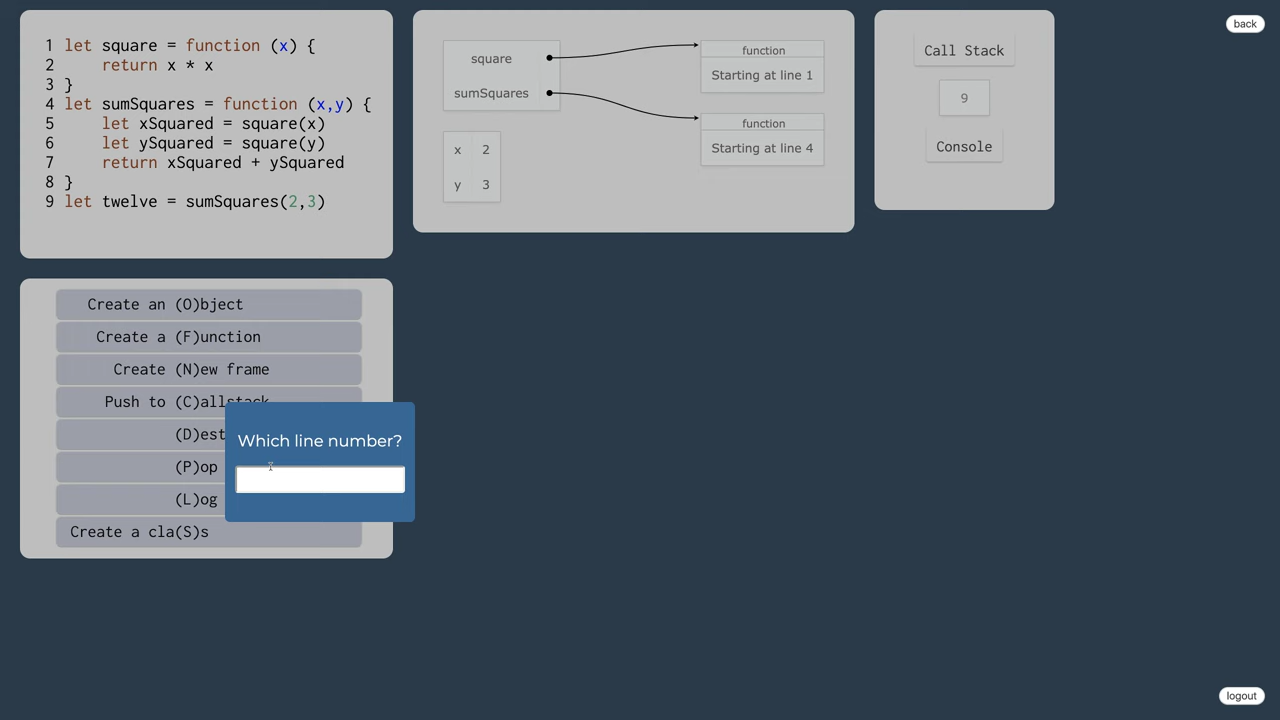 1 let square = function (x) {
2 return x * x
3 }
4 let sumSquares = function (x,y) {
5 let xSquared = square(x)
6 let ySquared = square(y)
7 return xSquared + ySquared
8 }
9 let twelve = sumSquares(2,3)
square
sumSquares
x 2
y 3
function
Starting at line 1
function
Starting at line 4
Call Stack
9
Console
back
Create an (O)bject
Create a (F)unction
Create (N)ew frame
Push to (C)allstack
(D)est
(P)op
(L)og
Create a cla(S)s
Which line number?
logout